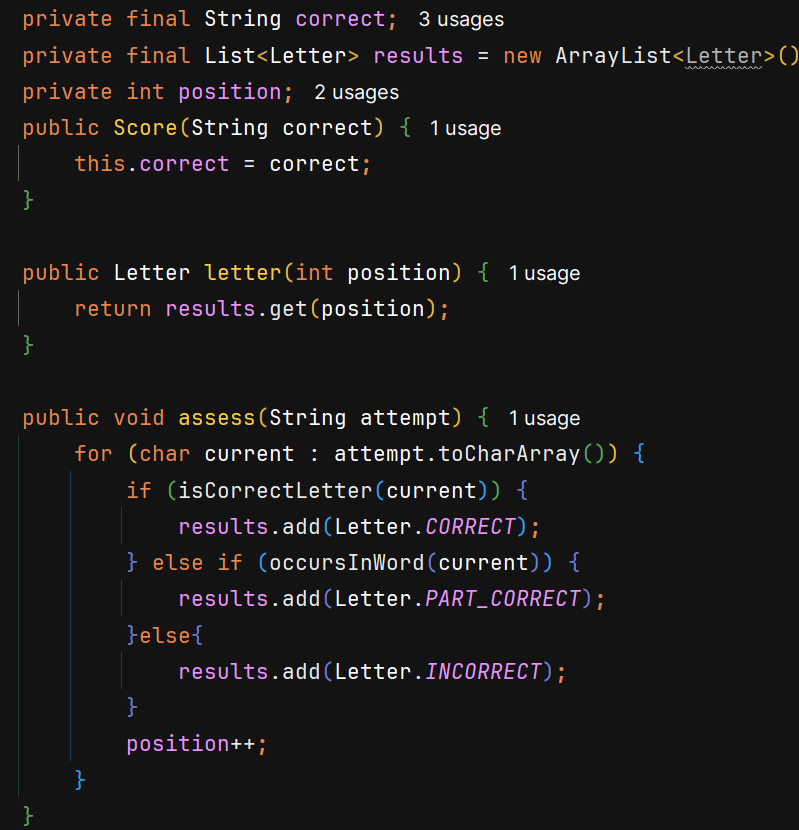 private final String correct; 3 usages
private final List<Letter> results = new ArrayList<Letter>()
private int position; 2 usages
public Score(String correct) { 1 usage
    this.correct = correct;
}

public Letter letter(int position) { 1 usage
    return results.get(position);
}

public void assess(String attempt) { 1 usage
    for (char current : attempt.toCharArray()) {
        if (isCorrectLetter(current)) {
            results.add(Letter.CORRECT);
        } else if (occursInWord(current)) {
            results.add(Letter.PART_CORRECT);
        }else{
            results.add(Letter.INCORRECT);
        }
        position++;
    }
}